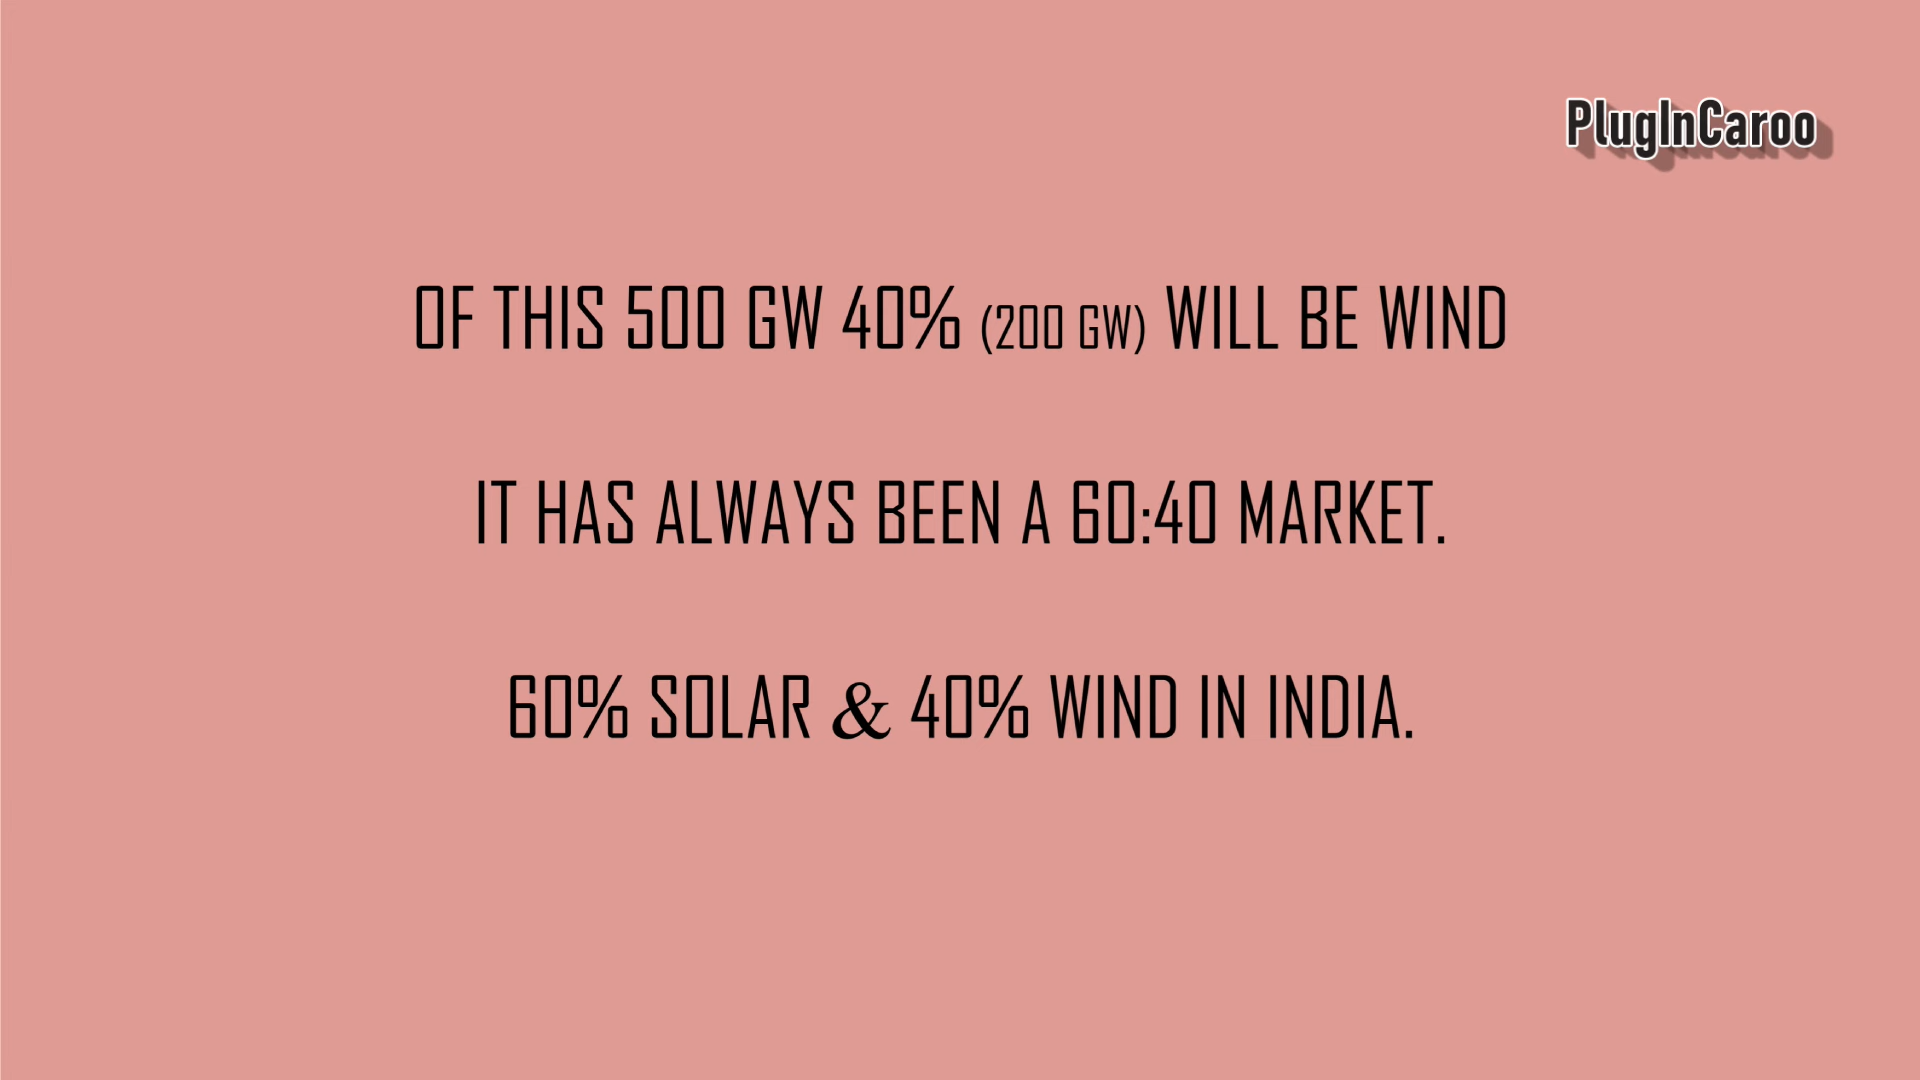 PlugInCaroo
OF THIS 500 GW 40% (200 GW) WILL BE WIND
IT HAS ALWAYS BEEN A 60:40 MARKET.
60% SOLAR & 40% WIND IN INDIA.